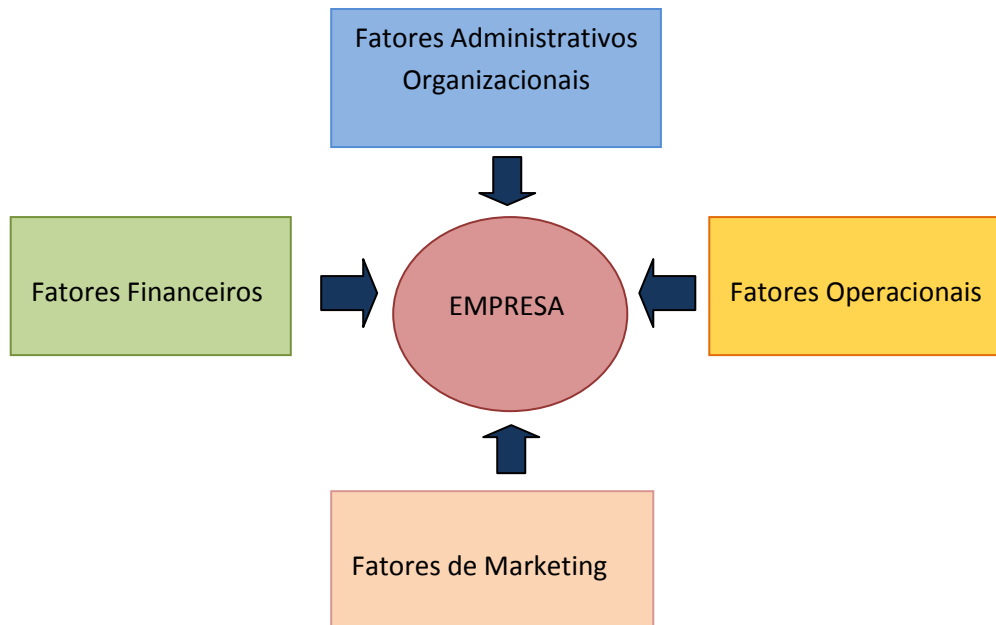 Fatores Administrativos
Organizacionais
Fatores Financeiros
EMPRESA
Fatores Operacionais
Fatores de Marketing